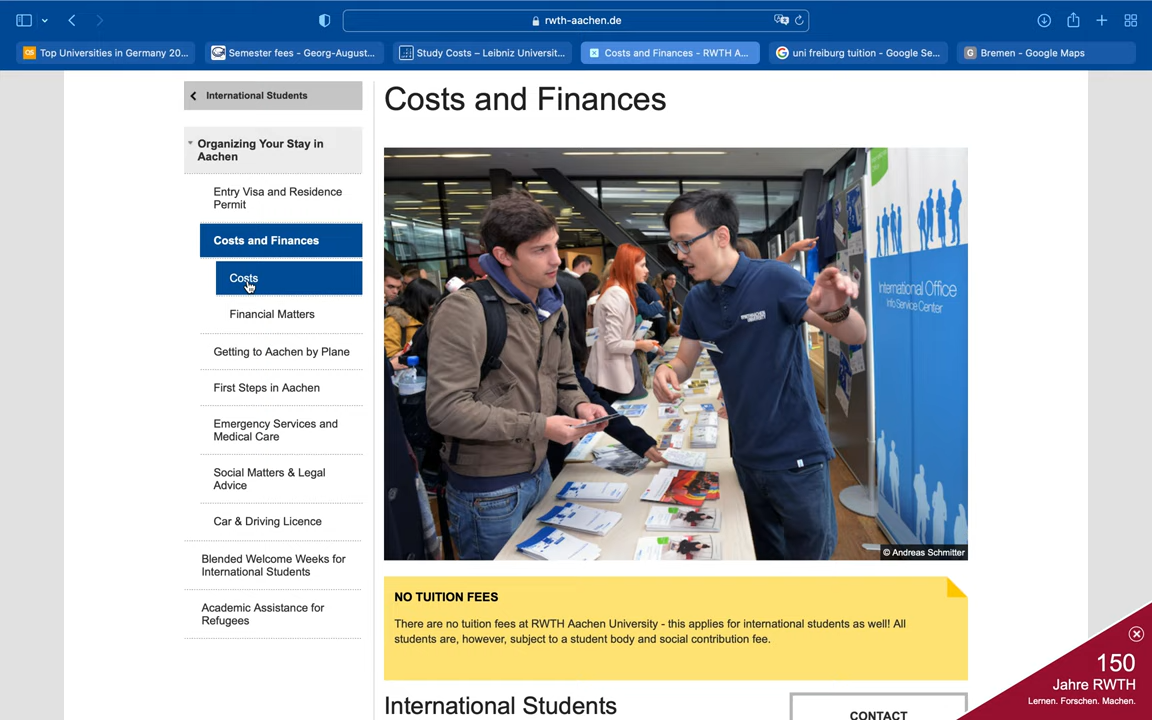 rwth-aachen.de
Top Universities in Germany 20...
Semester fees - Georg-August...
Study Costs – Leibniz Universit...
Costs and Finances - RWTH A...
uni freiburg tuition - Google Se...
Bremen - Google Maps
International Students
Organizing Your Stay in
Aachen
Entry Visa and Residence
Permit
Costs and Finances
Costs
Financial Matters
Getting to Aachen by Plane
First Steps in Aachen
Emergency Services and
Medical Care
Social Matters & Legal
Advice
Car & Driving Licence
Blended Welcome Weeks for
International Students
Academic Assistance for
Refugees
Costs and Finances
International Office
Info Service Center
© Andreas Schmitter
NO TUITION FEES
There are no tuition fees at RWTH Aachen University - this applies for international students as well! All
students are, however, subject to a student body and social contribution fee.
International Students
CONTACT
150
Jahre RWTH
Lernen. Forschen. Machen.